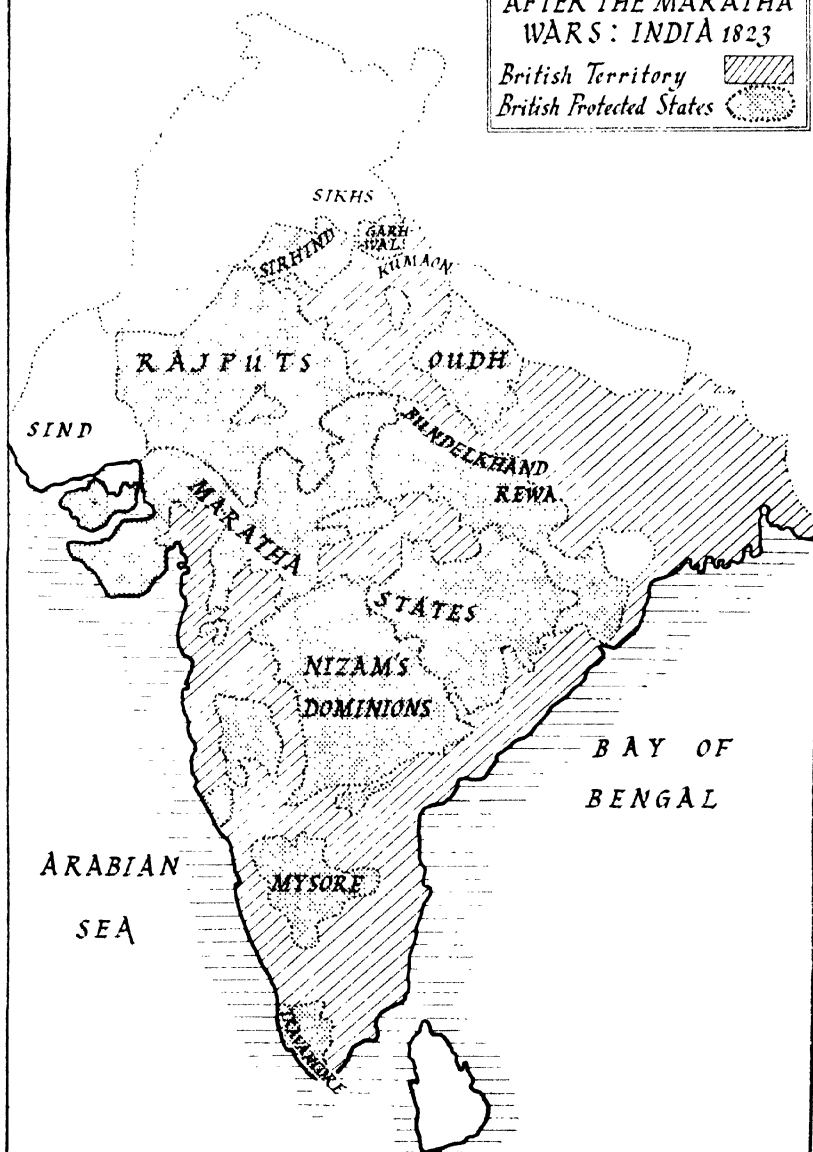 AFTER THE MARATHA
WARS: INDIA 1823
British Territory
British Protected States
SIKHS
GARH
WAL
SIRHIND
KUMAON
RAJPUTS
OUDH
SIND
BUNDELKHAND
REWA.
MARATHA
STATES
NIZAM'S
DOMINIONS
BAY OF
BENGAL
ARABIAN
SEA
MYSORE
TRAVANCORE